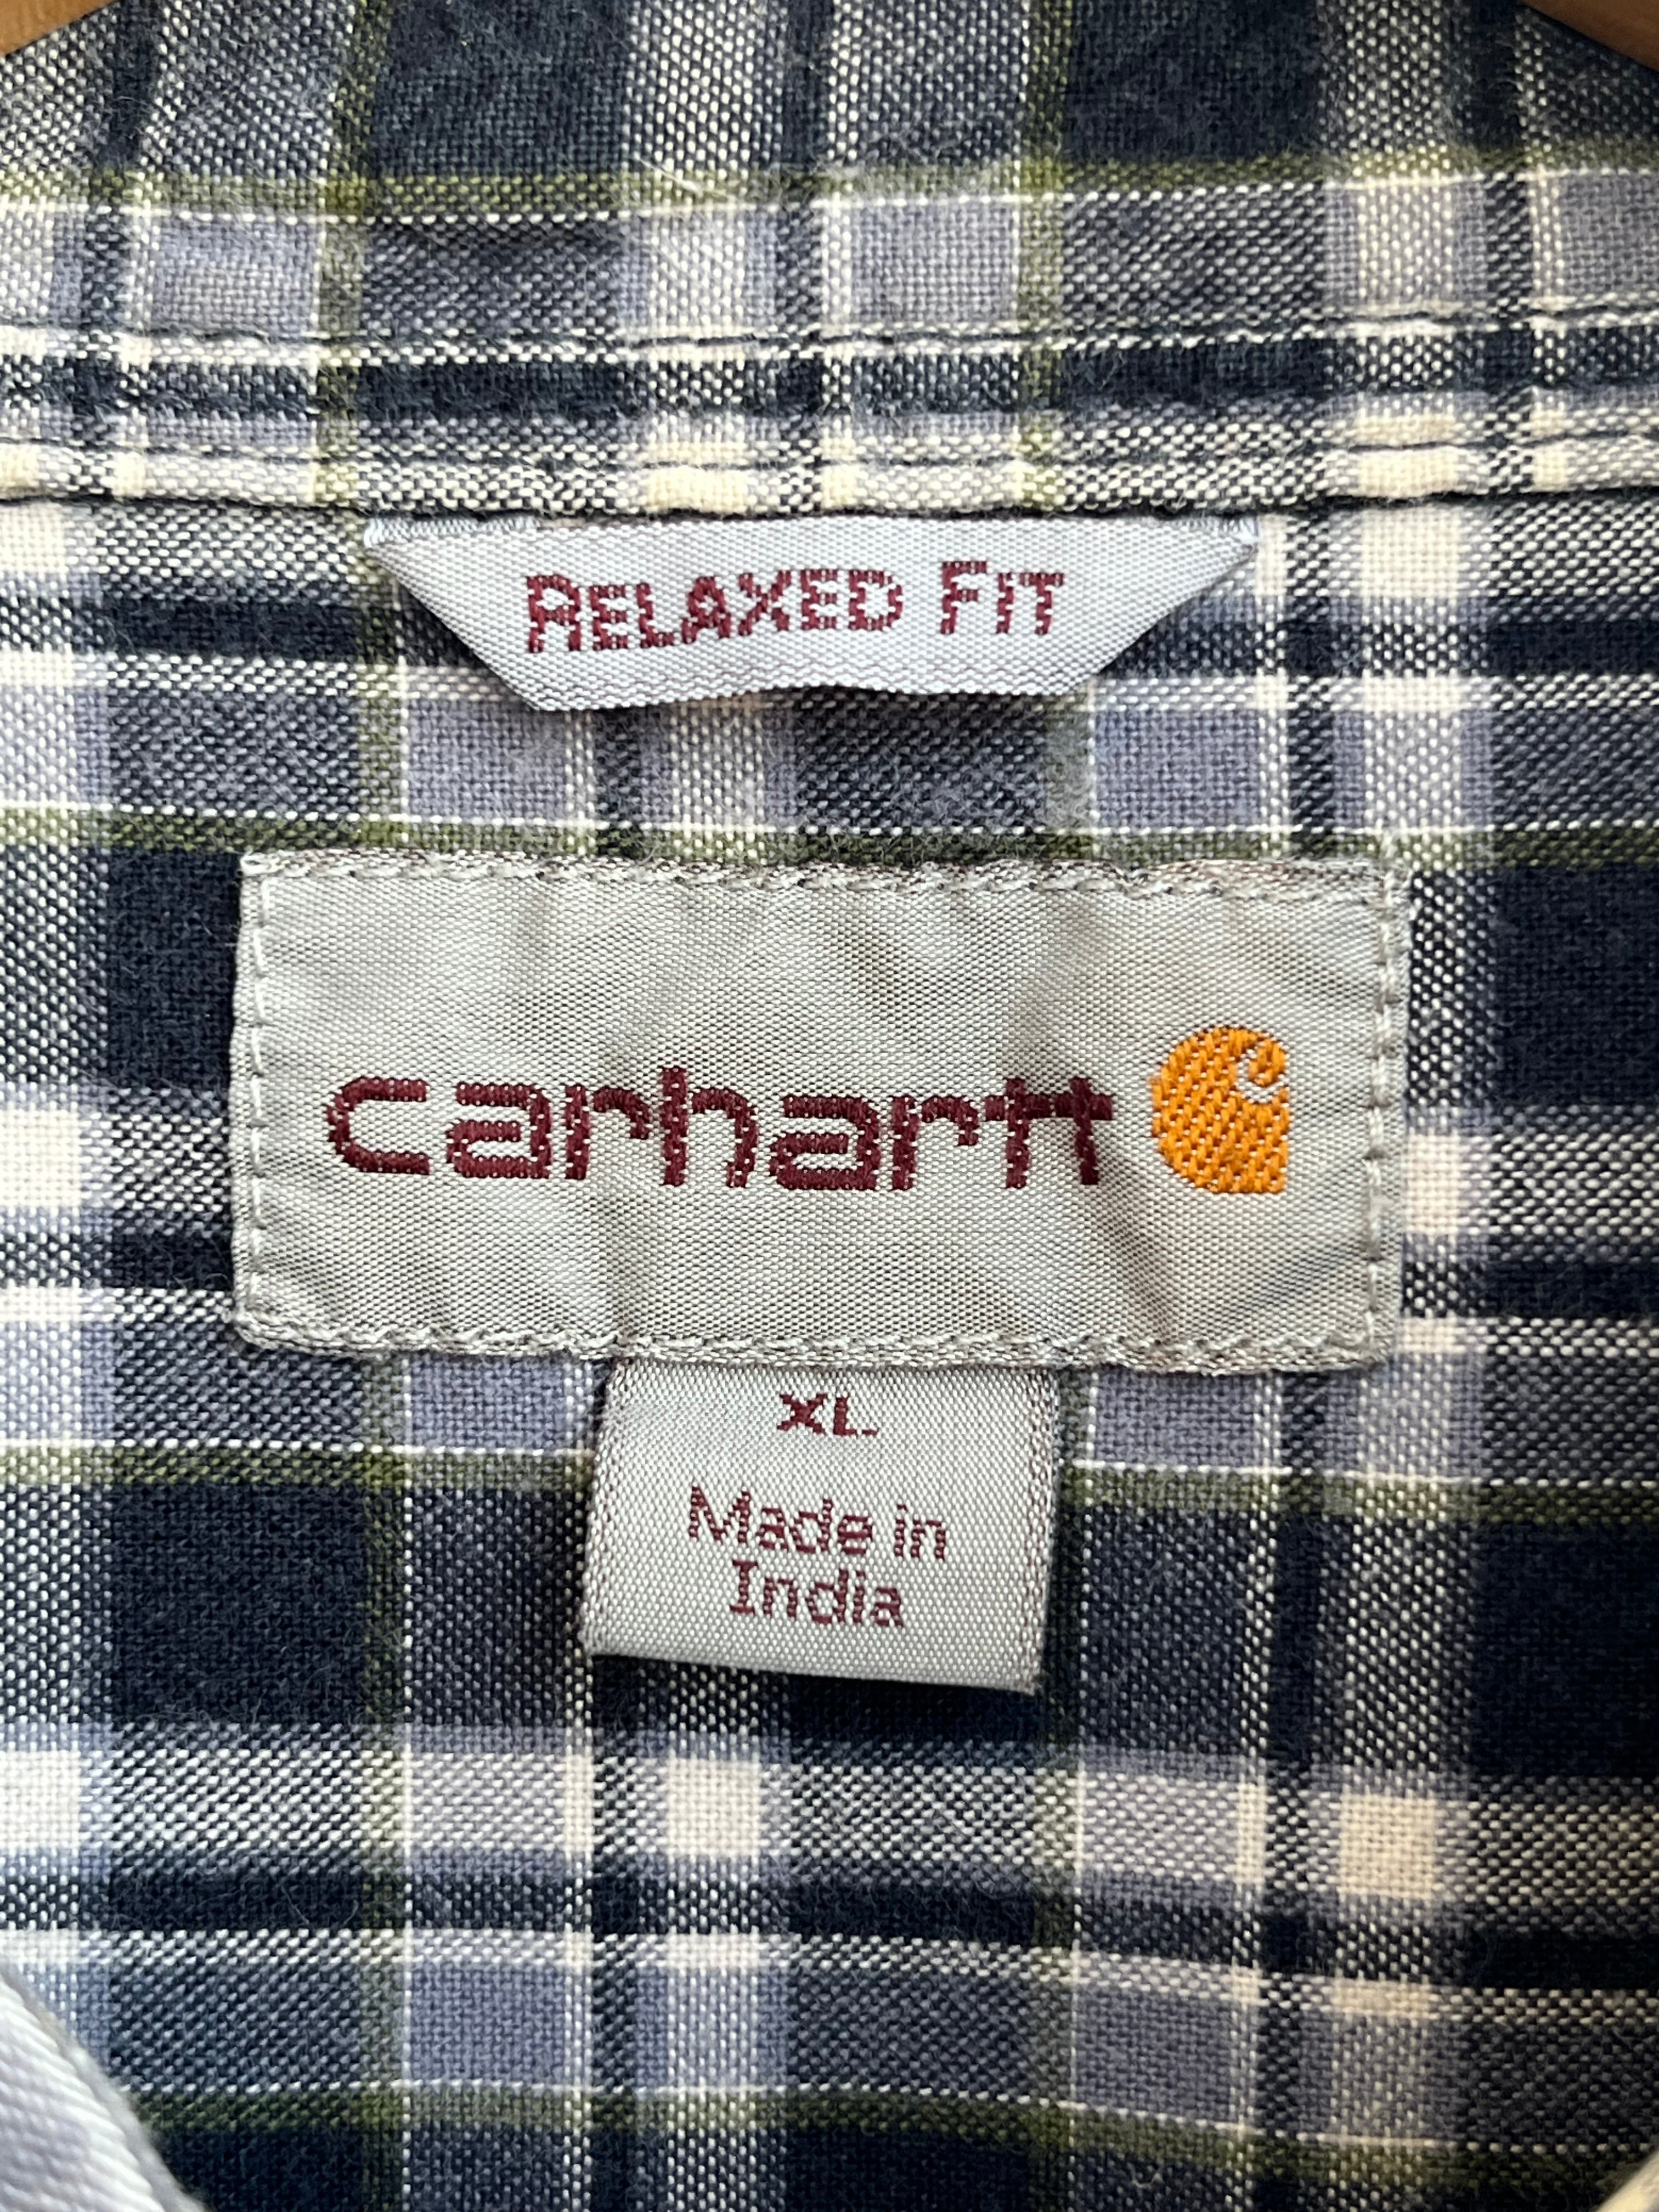 RELAXED FIT
carhartt
XL
Made in
India